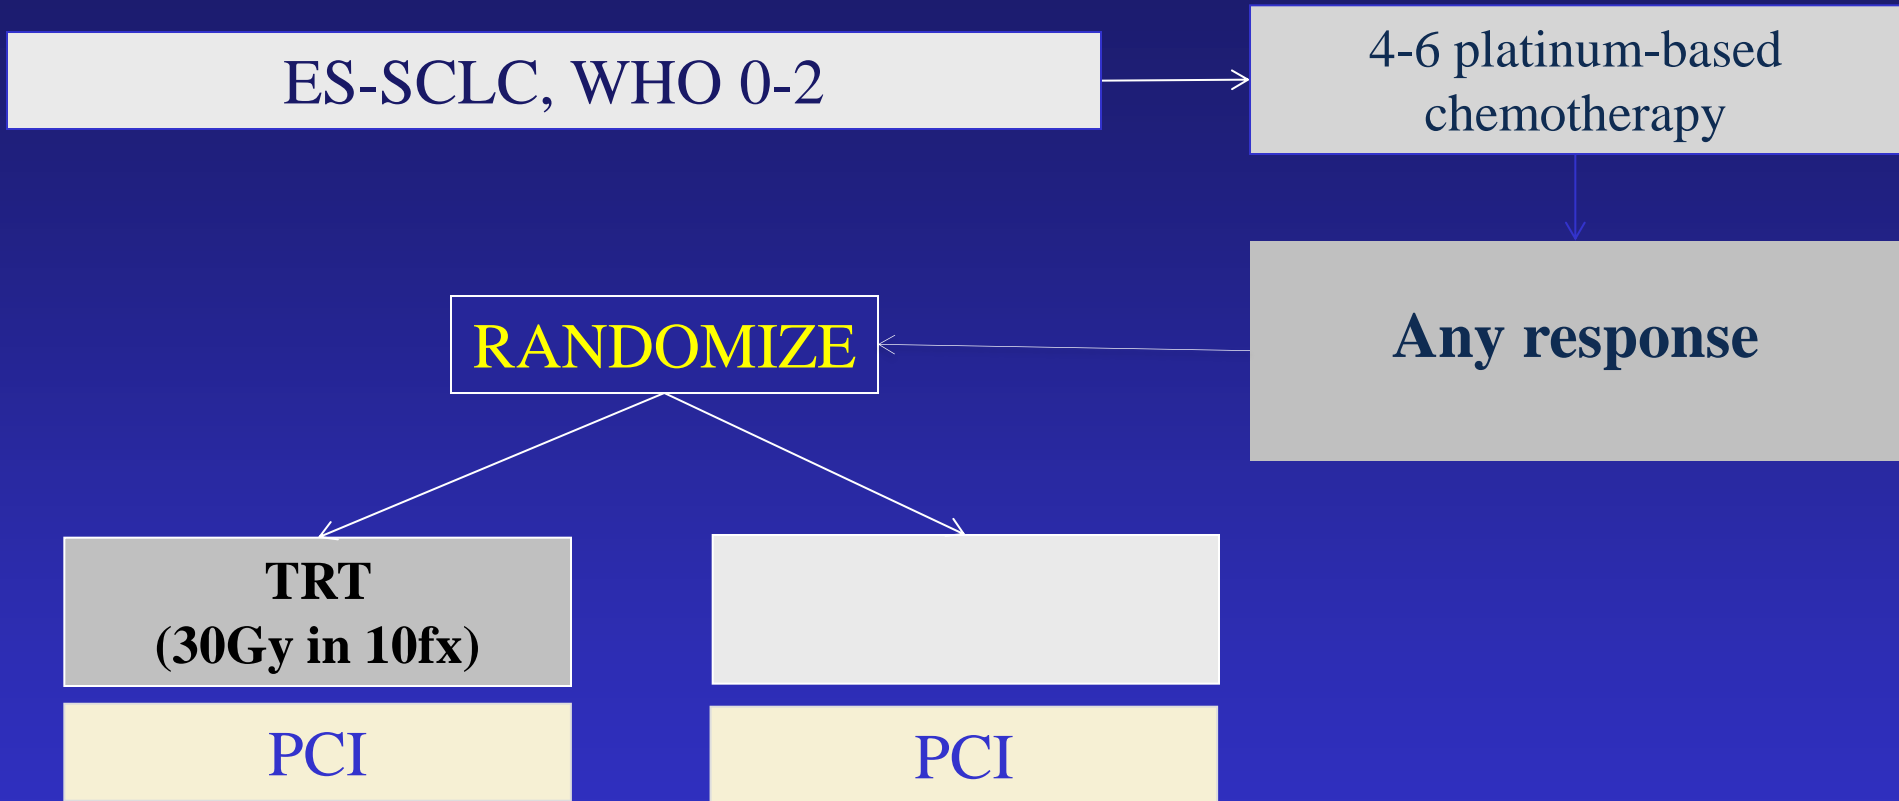 ES-SCLC, WHO 0-2
4-6 platinum-based
chemotherapy
Any response
RANDOMIZE
TRT
(30Gy in 10fx)
PCI
PCI